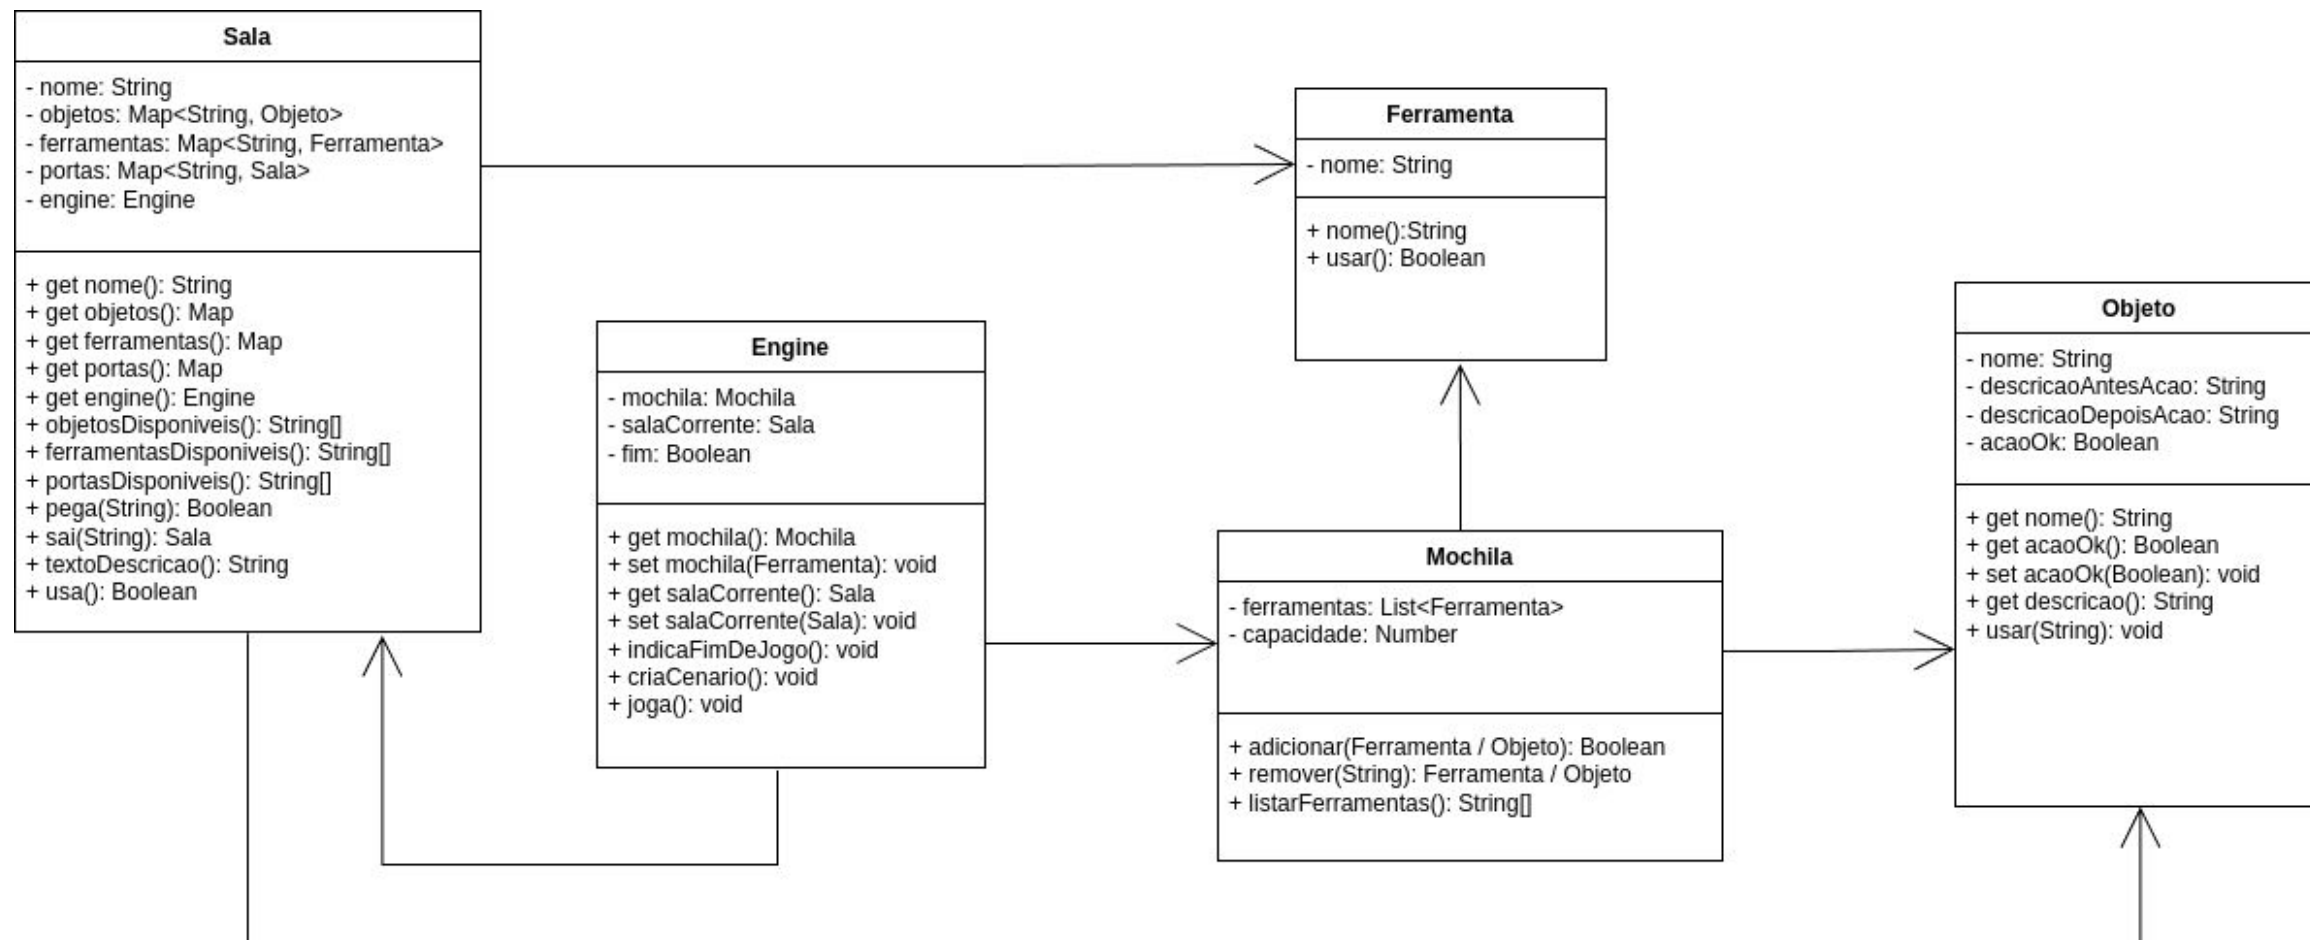 Sala
- nome: String
- objetos: Map<String, Objeto>
- ferramentas: Map<String, Ferramenta>
- portas: Map<String, Sala>
- engine: Engine
+ get nome(): String
+ get objetos(): Map
+ get ferramentas(): Map
+ get portas(): Map
+ get engine(): Engine
+ objetosDisponiveis(): String[]
+ ferramentasDisponiveis(): String[]
+ portasDisponiveis(): String[]
+ pega(String): Boolean
+ sai(String): Sala
+ textoDescricao(): String
+ usa(): Boolean
Engine
- mochila: Mochila
- salaCorrente: Sala
- fim: Boolean
+ get mochila(): Mochila
+ set mochila(Ferramenta): void
+ get salaCorrente(): Sala
+ set salaCorrente(Sala): void
+ indicaFimDeJogo(): void
+ criaCenario(): void
+ joga(): void
Ferramenta
- nome: String
+ nome():String
+ usar(): Boolean
Mochila
- ferramentas: List<Ferramenta>
- capacidade: Number
+ adicionar(Ferramenta / Objeto): Boolean
+ remover(String): Ferramenta / Objeto
+ listarFerramentas(): String[]
Objeto
- nome: String
- descricaoAntesAcao: String
- descricaoDepoisAcao: String
- acaoOk: Boolean
+ get nome(): String
+ get acaoOk(): Boolean
+ set acaoOk(Boolean): void
+ get descricao(): String
+ usar(String): void